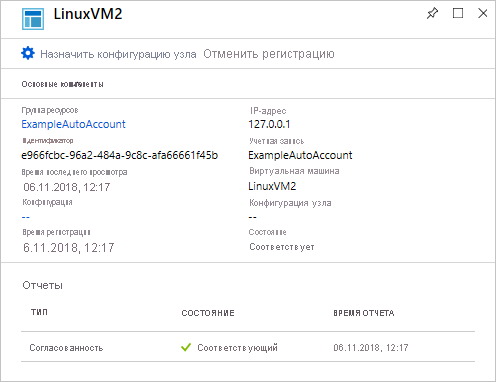 LinuxVM2
Назначить конфигурацию узла Отменить регистрацию
Основные компоненты
Группа ресурсов
ExampleAutoAccount
Идентификатор
e966fcbc-96a2-484a-9c8c-afa66661f45b
Время последнего просмотра
06.11.2018, 12:17
Конфигурация
--
Время регистрации
6.11.2018, 12:17
IP-адрес
127.0.0.1
Учетная запись
ExampleAutoAccount
Виртуальная машина
LinuxVM2
Конфигурация узла
--
Состояние
Соответствует
Отчеты
ТИП СОСТОЯНИЕ ВРЕМЯ ОТЧЕТА
Согласованность Соответствующий 06.11.2018, 12:17